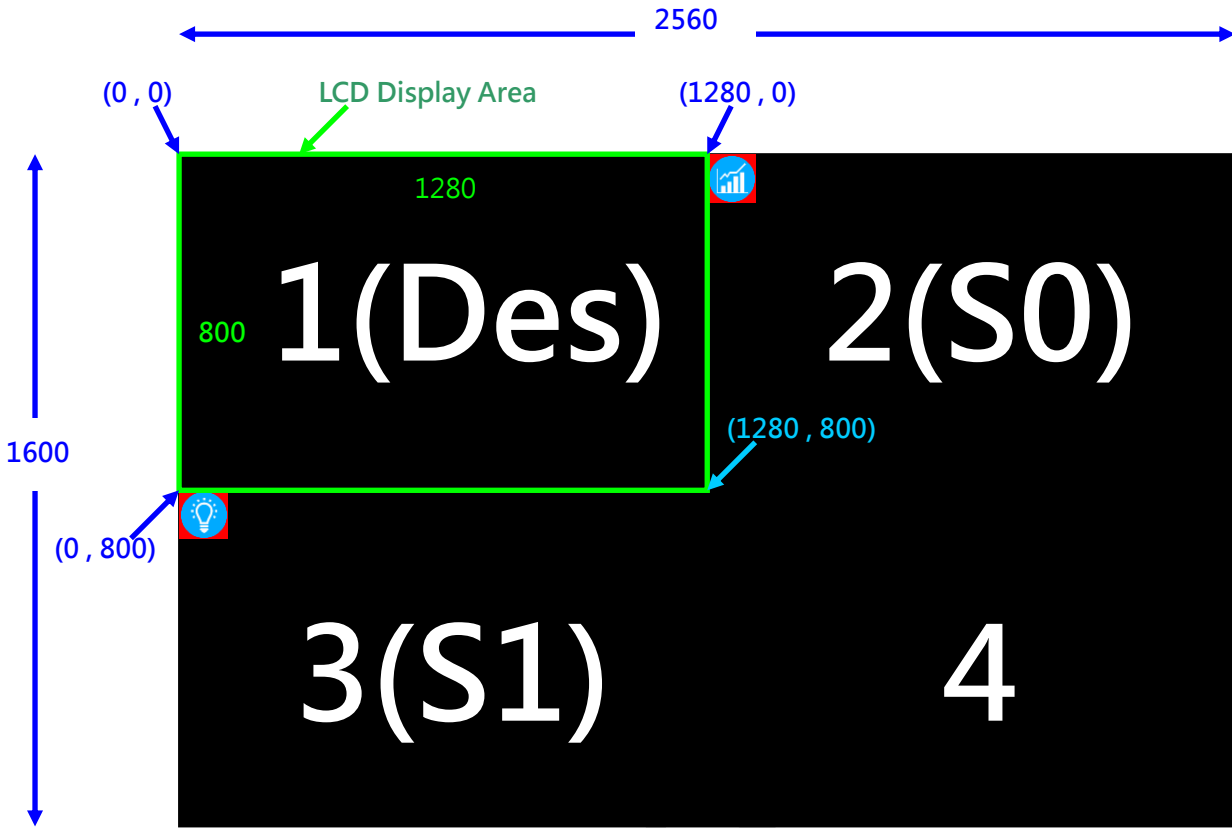 2560
(0 , 0)
LCD Display Area
(1280 , 0)
1280
1(Des)
2(S0)
800
(1280 , 800)
1600
(0 , 800)
3(S1)
4